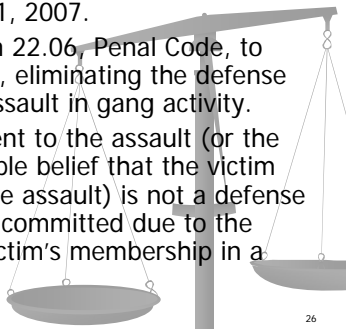 1, 2007.
22.06, Penal Code, to
, eliminating the defense
ssault in gang activity.
ent to the assault (or the
ble belief that the victim
e assault) is not a defense
committed due to the
ctim's membership in a
26